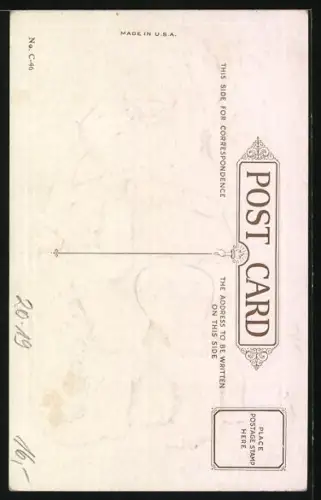 No. C-46
MADE IN U.S.A.
THIS SIDE FOR CORRESPONDENCE
POST CARD
THE ADDRESS TO BE WRITTEN
ON THIS SIDE
PLACE
POSTAGE STAMP
HERE
20-19
16,-